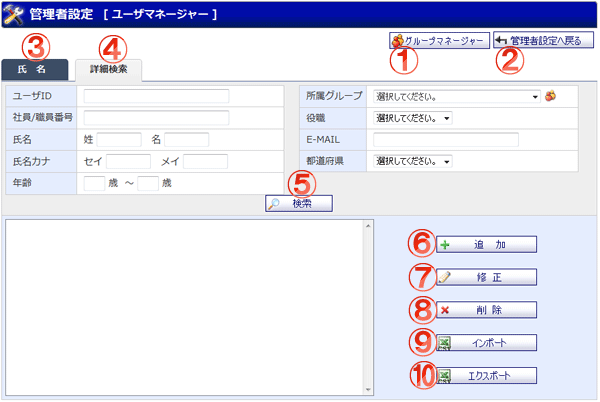 管理者設定 [ ユーザマネージャー ]
グループマネージャー 管理者設定へ戻る
③ ④ ① ②
氏 名 詳細検索
ユーザID 所属グループ 選択してください。
社員/職員番号 役職 選択してください。
氏名 姓 名 E-MAIL
氏名カナ セイ メイ 都道府県 選択してください。
年齢 歳 ～ 歳
⑤ 検索
⑥ 追 加
⑦ 修 正
⑧ 削 除
⑨ CSV インポート
⑩ CSV エクスポート